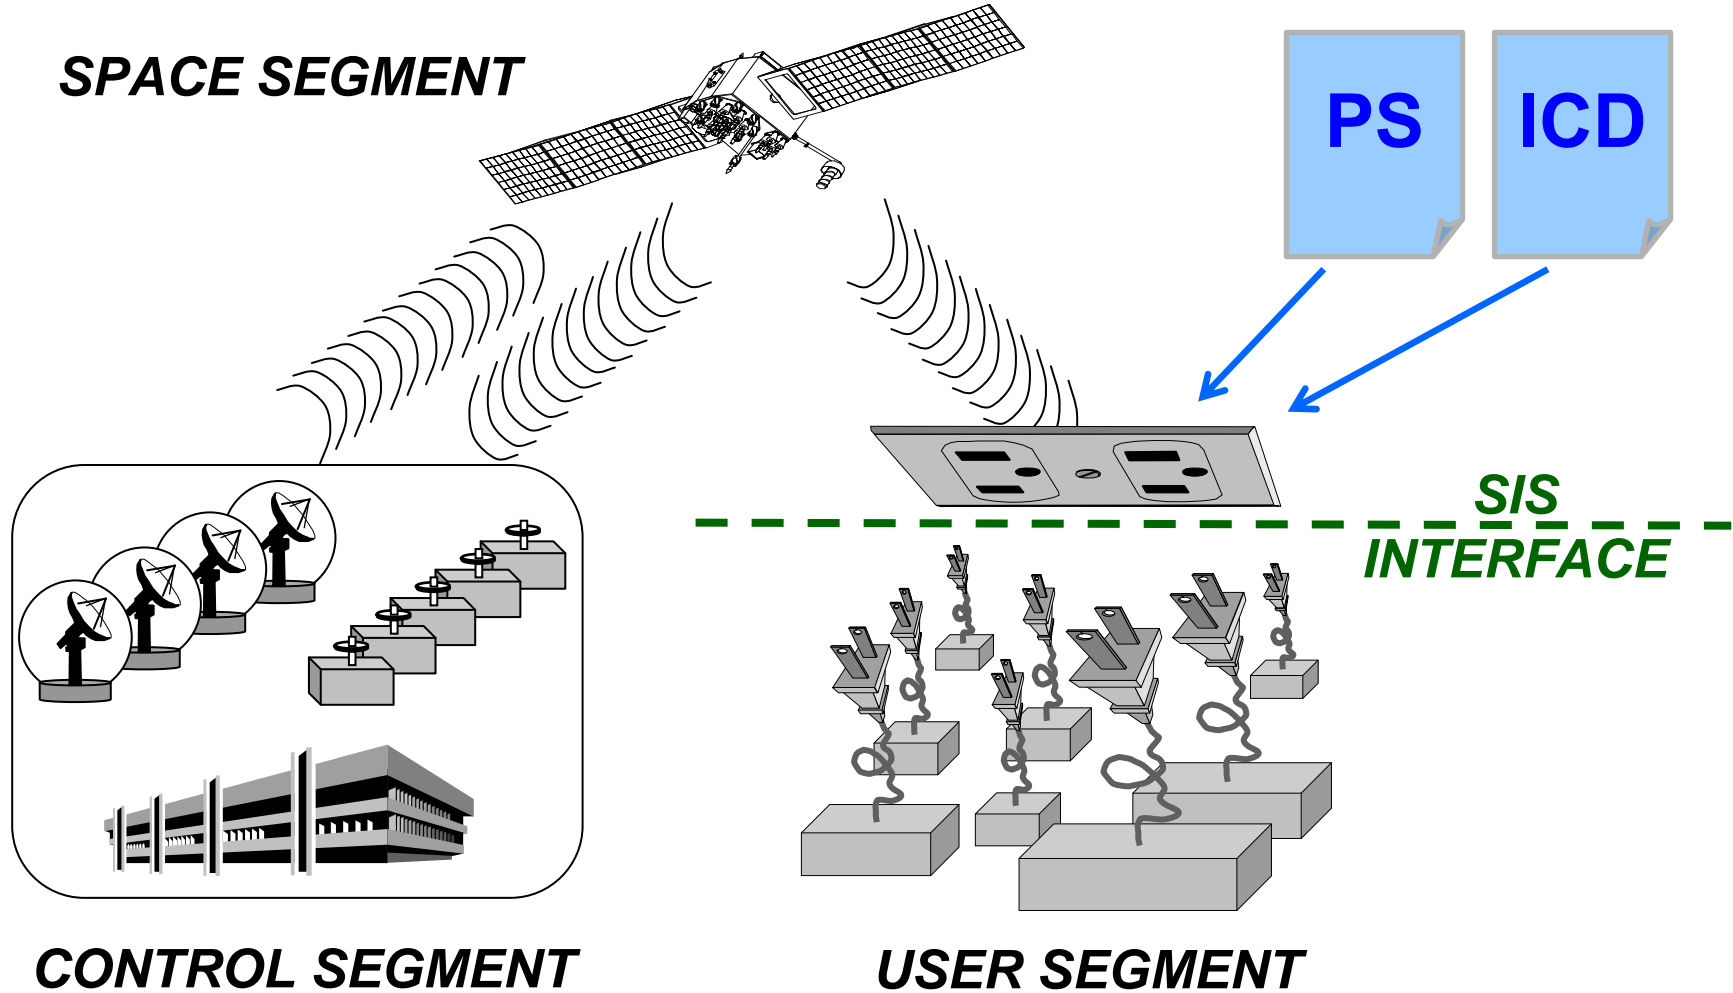 SPACE SEGMENT
PS
ICD
SIS
INTERFACE
CONTROL SEGMENT
USER SEGMENT